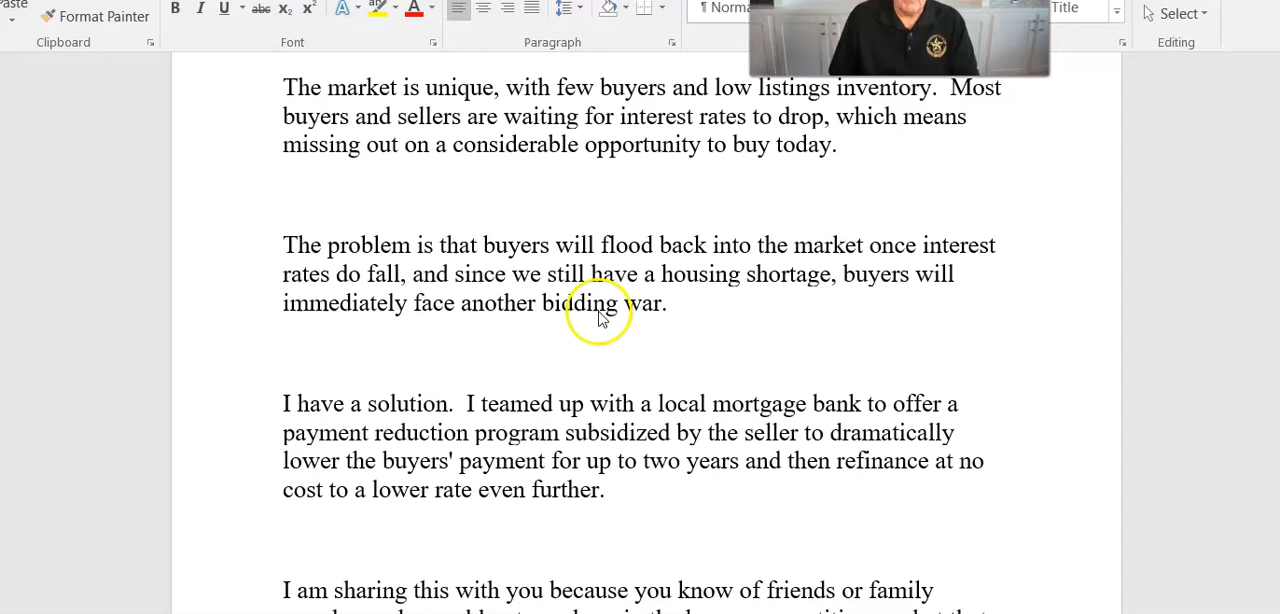 Format Painter
B I U abc X₂ X² A A
Clipboard Font Paragraph Editing
¶ Norma Title Select
The market is unique, with few buyers and low listings inventory.  Most
buyers and sellers are waiting for interest rates to drop, which means
missing out on a considerable opportunity to buy today.
The problem is that buyers will flood back into the market once interest
rates do fall, and since we still have a housing shortage, buyers will
immediately face another bidding war.
I have a solution.  I teamed up with a local mortgage bank to offer a
payment reduction program subsidized by the seller to dramatically
lower the buyers' payment for up to two years and then refinance at no
cost to a lower rate even further.
I am sharing this with you because you know of friends or family